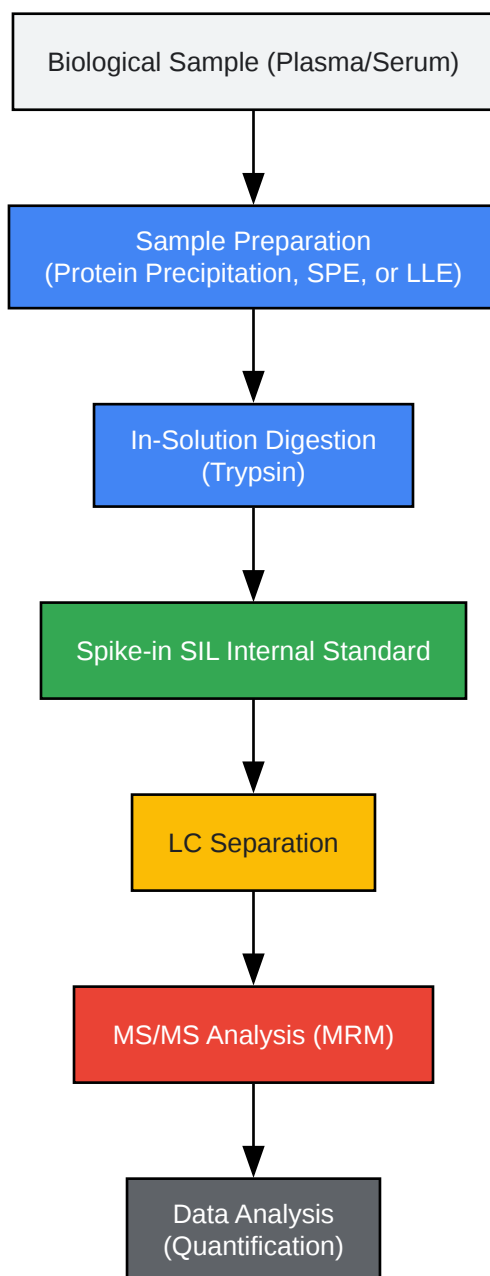 Biological Sample (Plasma/Serum)
Sample Preparation
(Protein Precipitation, SPE, or LLE)
In-Solution Digestion
(Trypsin)
Spike-in SIL Internal Standard
LC Separation
MS/MS Analysis (MRM)
Data Analysis
(Quantification)